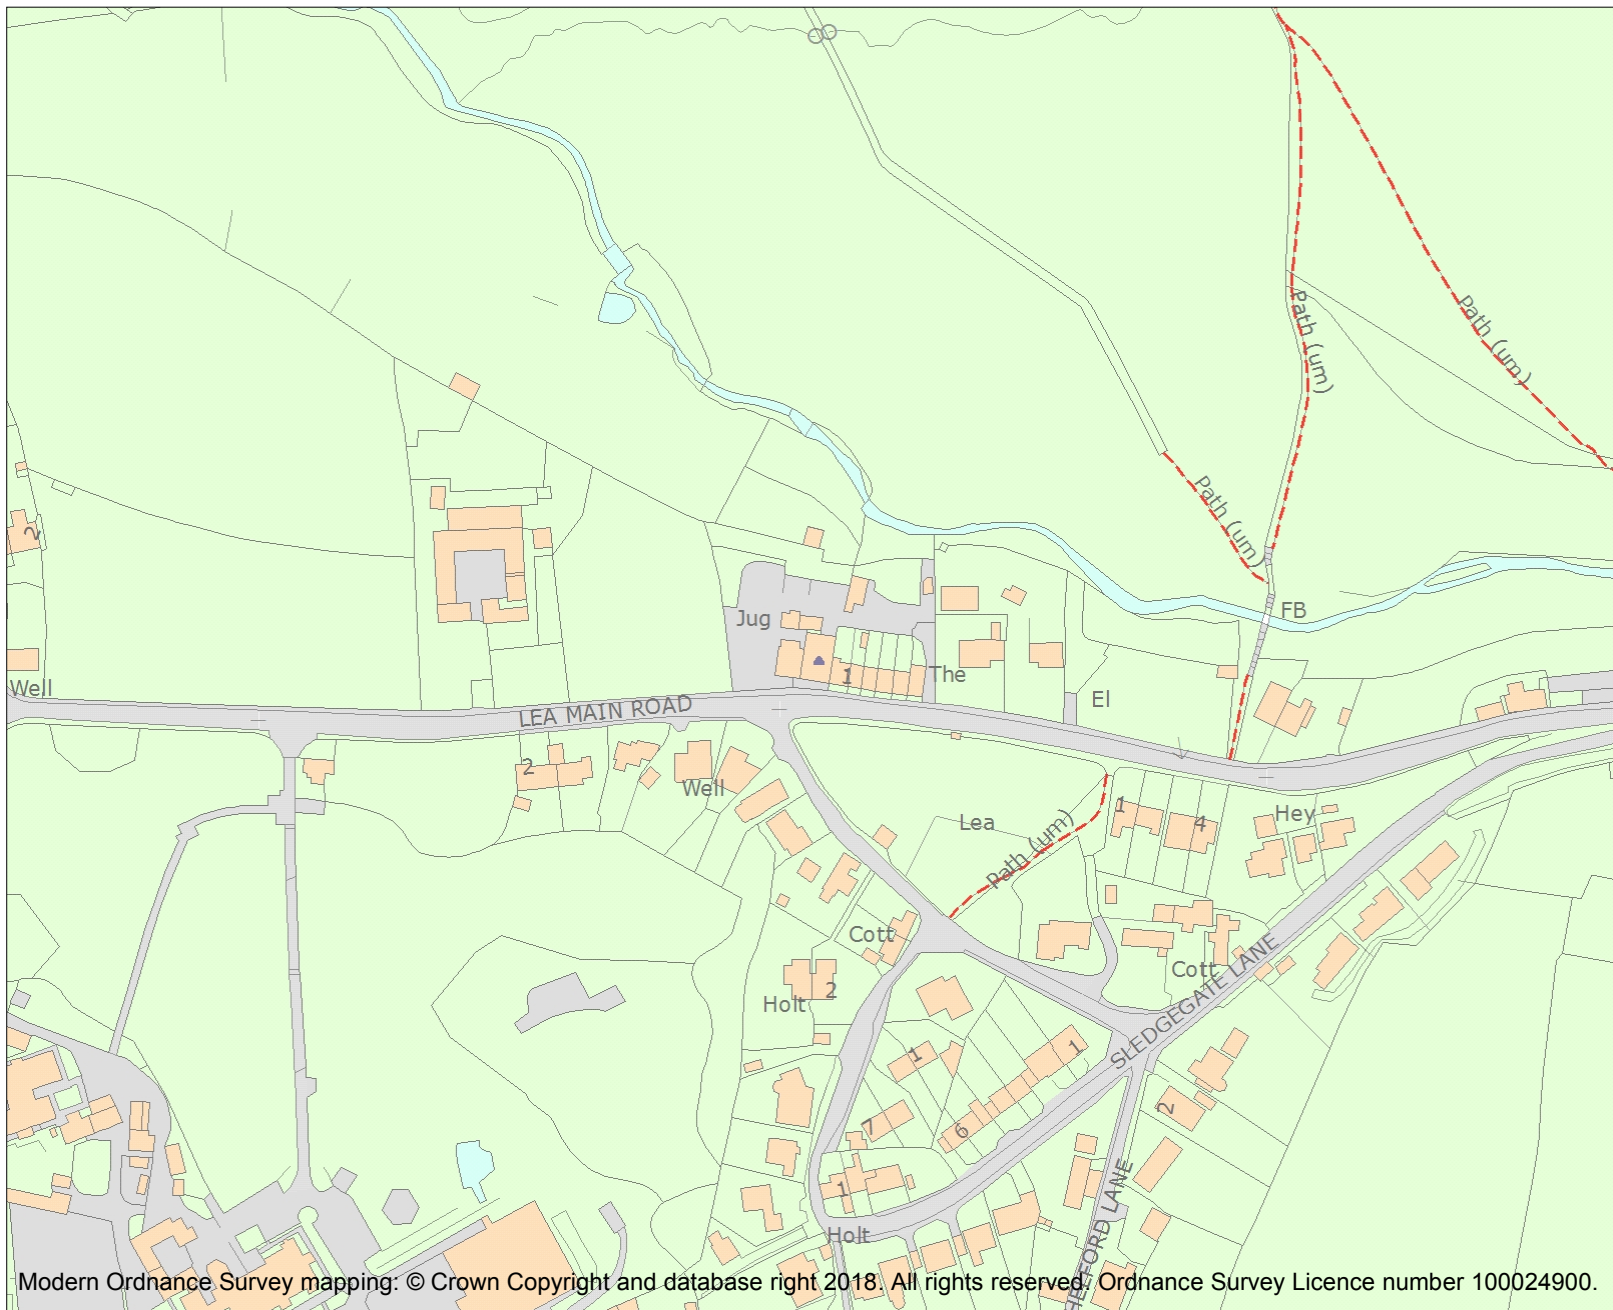 Path (um)
Path (um)
Path (um)
2
FB
Jug
1
The
Well
El
LEA MAIN ROAD
2
Well
1
Lea
4
Hey
Path (um)
Cott
Cott
2
Holt
SLEDGEGATE LANE
1
1
2
7
6
1
Holt
Modern Ordnance Survey mapping: © Crown Copyright and database right 2018. All rights reserved. Ordnance Survey Licence number 100024900.